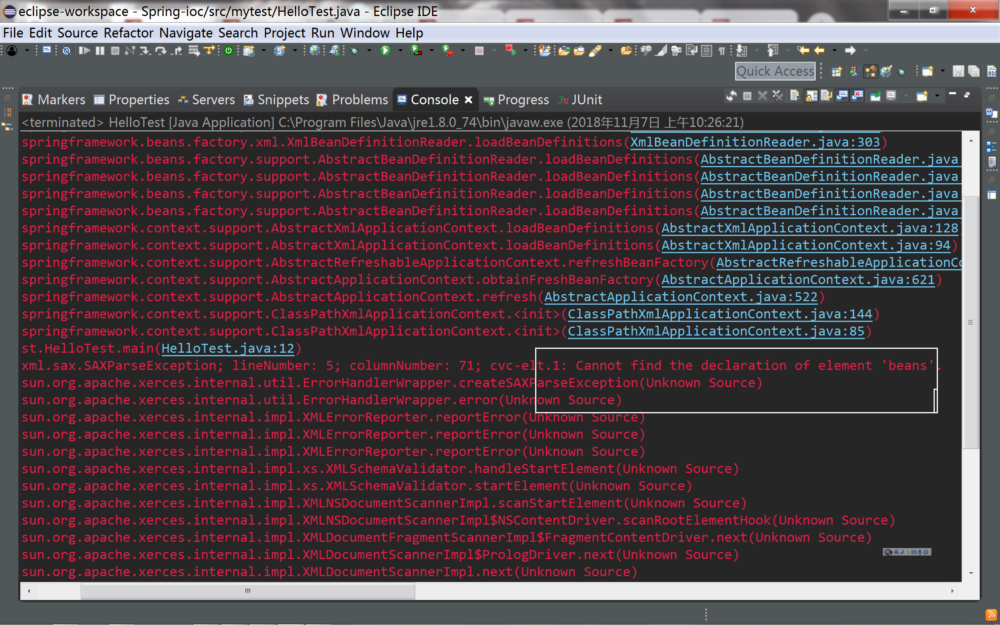 eclipse-workspace - Spring-ioc/src/mytest/HelloTest.java - Eclipse IDE
File Edit Source Refactor Navigate Search Project Run Window Help
Quick Access
Markers Properties Servers Snippets Problems Console Progress JUnit
<terminated> HelloTest [Java Application] C:\Program Files\Java\jre1.8.0_74\bin\javaw.exe (2018年11月7日 上午10:26:21)
springframework.beans.factory.xml.XmlBeanDefinitionReader.loadBeanDefinitions(XmlBeanDefinitionReader.java:303)
springframework.beans.factory.support.AbstractBeanDefinitionReader.loadBeanDefinitions(AbstractBeanDefinitionReader.java:
springframework.beans.factory.support.AbstractBeanDefinitionReader.loadBeanDefinitions(AbstractBeanDefinitionReader.java:
springframework.beans.factory.support.AbstractBeanDefinitionReader.loadBeanDefinitions(AbstractBeanDefinitionReader.java:
springframework.beans.factory.support.AbstractBeanDefinitionReader.loadBeanDefinitions(AbstractBeanDefinitionReader.java:
springframework.context.support.AbstractXmlApplicationContext.loadBeanDefinitions(AbstractXmlApplicationContext.java:128)
springframework.context.support.AbstractXmlApplicationContext.loadBeanDefinitions(AbstractXmlApplicationContext.java:94)
springframework.context.support.AbstractRefreshableApplicationContext.refreshBeanFactory(AbstractRefreshableApplicationCo
springframework.context.support.AbstractApplicationContext.obtainFreshBeanFactory(AbstractApplicationContext.java:621)
springframework.context.support.AbstractApplicationContext.refresh(AbstractApplicationContext.java:522)
springframework.context.support.ClassPathXmlApplicationContext.<init>(ClassPathXmlApplicationContext.java:144)
springframework.context.support.ClassPathXmlApplicationContext.<init>(ClassPathXmlApplicationContext.java:85)
st.HelloTest.main(HelloTest.java:12)
xml.sax.SAXParseException; lineNumber: 5; columnNumber: 71; cvc-elt.1: Cannot find the declaration of element 'beans'.
sun.org.apache.xerces.internal.util.ErrorHandlerWrapper.createSAXParseException(Unknown Source)
sun.org.apache.xerces.internal.util.ErrorHandlerWrapper.error(Unknown Source)
sun.org.apache.xerces.internal.impl.XMLErrorReporter.reportError(Unknown Source)
sun.org.apache.xerces.internal.impl.XMLErrorReporter.reportError(Unknown Source)
sun.org.apache.xerces.internal.impl.XMLErrorReporter.reportError(Unknown Source)
sun.org.apache.xerces.internal.impl.xs.XMLSchemaValidator.handleStartElement(Unknown Source)
sun.org.apache.xerces.internal.impl.xs.XMLSchemaValidator.startElement(Unknown Source)
sun.org.apache.xerces.internal.impl.XMLNSDocumentScannerImpl.scanStartElement(Unknown Source)
sun.org.apache.xerces.internal.impl.XMLNSDocumentScannerImpl$NSContentDriver.scanRootElementHook(Unknown Source)
sun.org.apache.xerces.internal.impl.XMLDocumentFragmentScannerImpl$FragmentContentDriver.next(Unknown Source)
sun.org.apache.xerces.internal.impl.XMLDocumentScannerImpl$PrologDriver.next(Unknown Source)
英
sun.org.apache.xerces.internal.impl.XMLDocumentScannerImpl.next(Unknown Source)